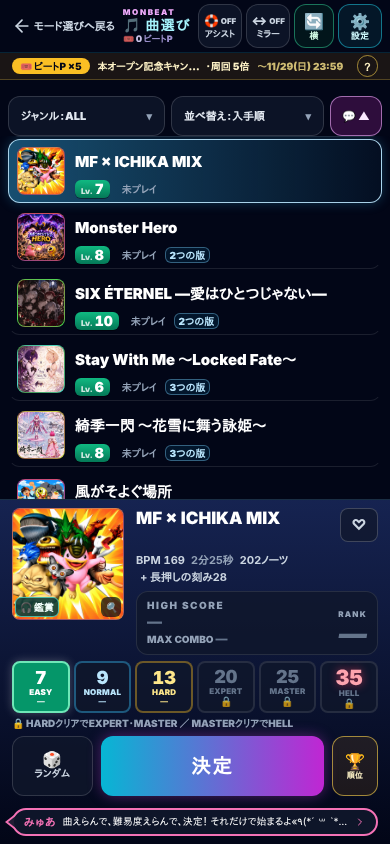 ← モード選びへ戻る
MONBEAT
🎵 曲選び
🎟 0 ビートP
🛟 OFF
アシスト
↔ OFF
ミラー
🔄
横
⚙️
設定
🎟 ビートP ×5
本オープン記念キャン… ・周回 5倍 〜11/29(日) 23:59
?
ジャンル:ALL ▼
並べ替え:入手順 ▼
💬 ▲
MF × ICHIKA MIX
Lv. 7 未プレイ
Monster Hero
Lv. 8 未プレイ 2つの版
SIX ÉTERNEL —愛はひとつじゃない—
Lv. 10 未プレイ 2つの版
Stay With Me 〜Locked Fate〜
Lv. 6 未プレイ 3つの版
綺季一閃 〜花雪に舞う詠姫〜
Lv. 8 未プレイ 3つの版
風がそよぐ場所
MF × ICHIKA MIX
♡
BPM 169 2分25秒 202ノーツ
+ 長押しの刻み28
🎧 鑑賞
🔍
HIGH SCORE
—
MAX COMBO —
RANK
—
7
EASY
—
9
NORMAL
—
13
HARD
—
20
EXPERT
🔒
25
MASTER
🔒
35
HELL
🔒
🔒 HARDクリアでEXPERT・MASTER ／ MASTERクリアでHELL
🎲
ランダム
決定
🏆
順位
みゅあ 曲えらんで、難易度えらんで、決定! それだけで始まるよ